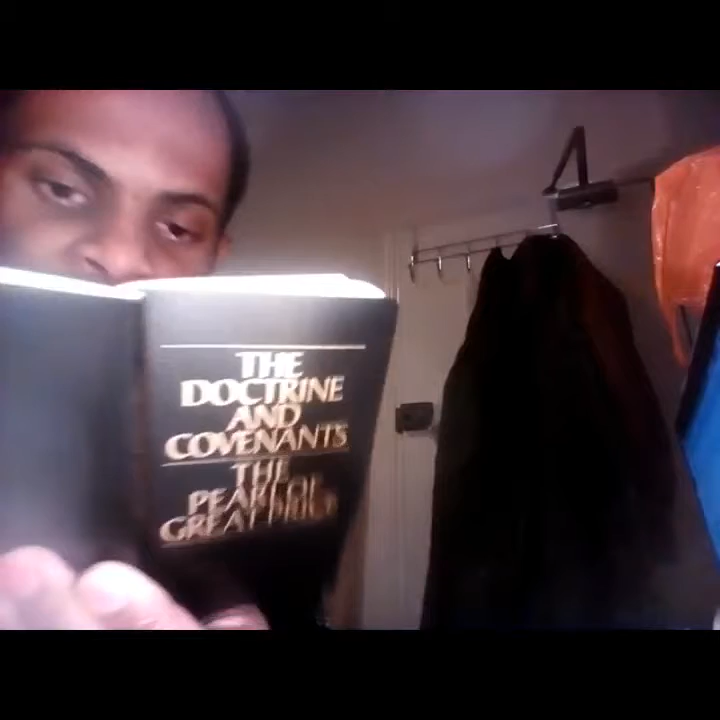 THE
DOCTRINE
AND
COVENANTS
THE
PEARL OF
GREAT PRICE